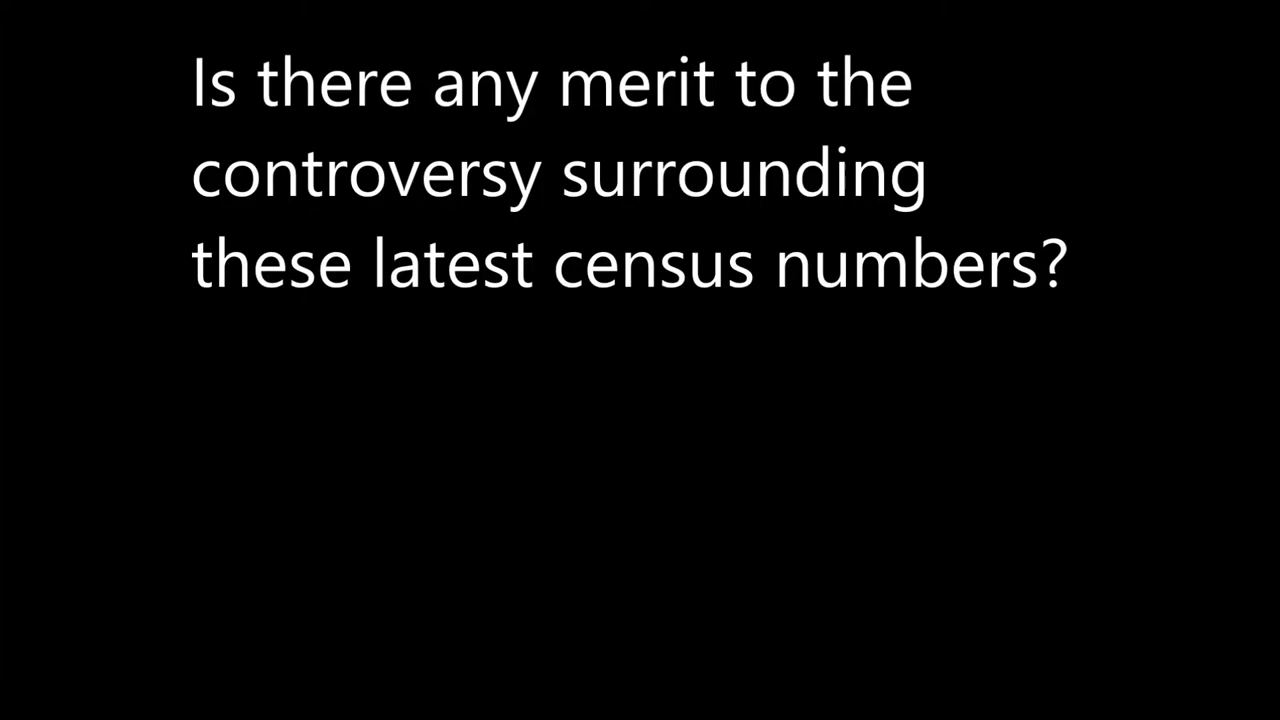 Is there any merit to the
controversy surrounding
these latest census numbers?